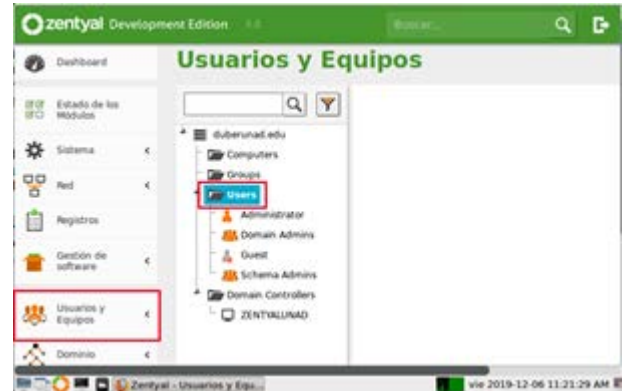 zentyal Development Edition
Buscar...
Dashboard
Estado de los
Módulos
Sistema
Red
Registros
Gestión de
software
Usuarios y
Equipos
Dominio
Usuarios y Equipos
duberunad.edu
Computers
Groups
Users
Administrator
Domain Admins
Guest
Schema Admins
Domain Controllers
ZENTYALUNAD
Zentyal - Usuarios y Equ...
vie 2019-12-06 11:21:29 AM